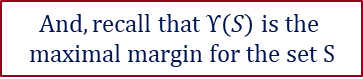 And, recall that ϒ(S) is the
maximal margin for the set S